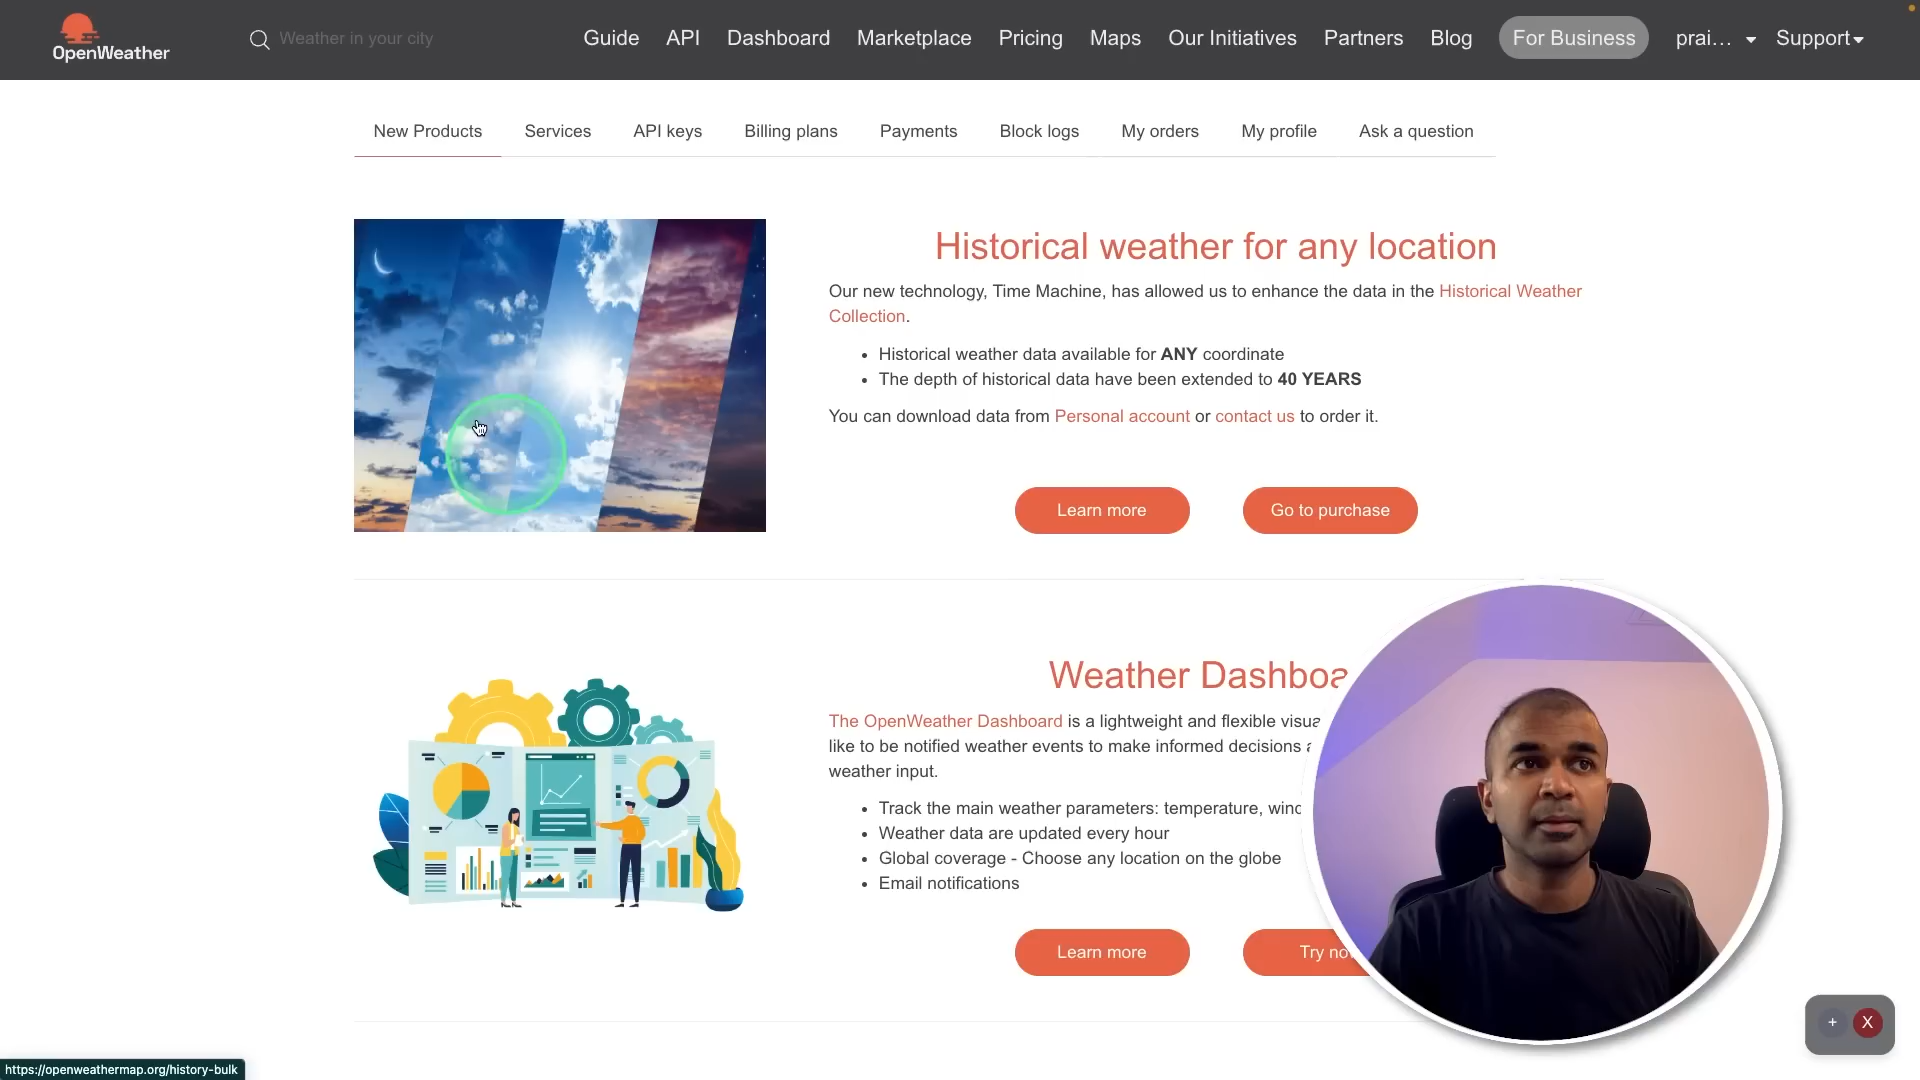 OpenWeather
Weather in your city
Guide
API
Dashboard
Marketplace
Pricing
Maps
Our Initiatives
Partners
Blog
For Business
prai...
Support
New Products
Services
API keys
Billing plans
Payments
Block logs
My orders
My profile
Ask a question
Historical weather for any location
Our new technology, Time Machine, has allowed us to enhance the data in the Historical Weather
Collection.
Historical weather data available for ANY coordinate
The depth of historical data have been extended to 40 YEARS
You can download data from Personal account or contact us to order it.
Learn more
Go to purchase
Weather Dashboa
The OpenWeather Dashboard is a lightweight and flexible visua
like to be notified weather events to make informed decisions a
weather input.
Track the main weather parameters: temperature, wind
Weather data are updated every hour
Global coverage - Choose any location on the globe
Email notifications
Learn more
Try no
+
X
https://openweathermap.org/history-bulk